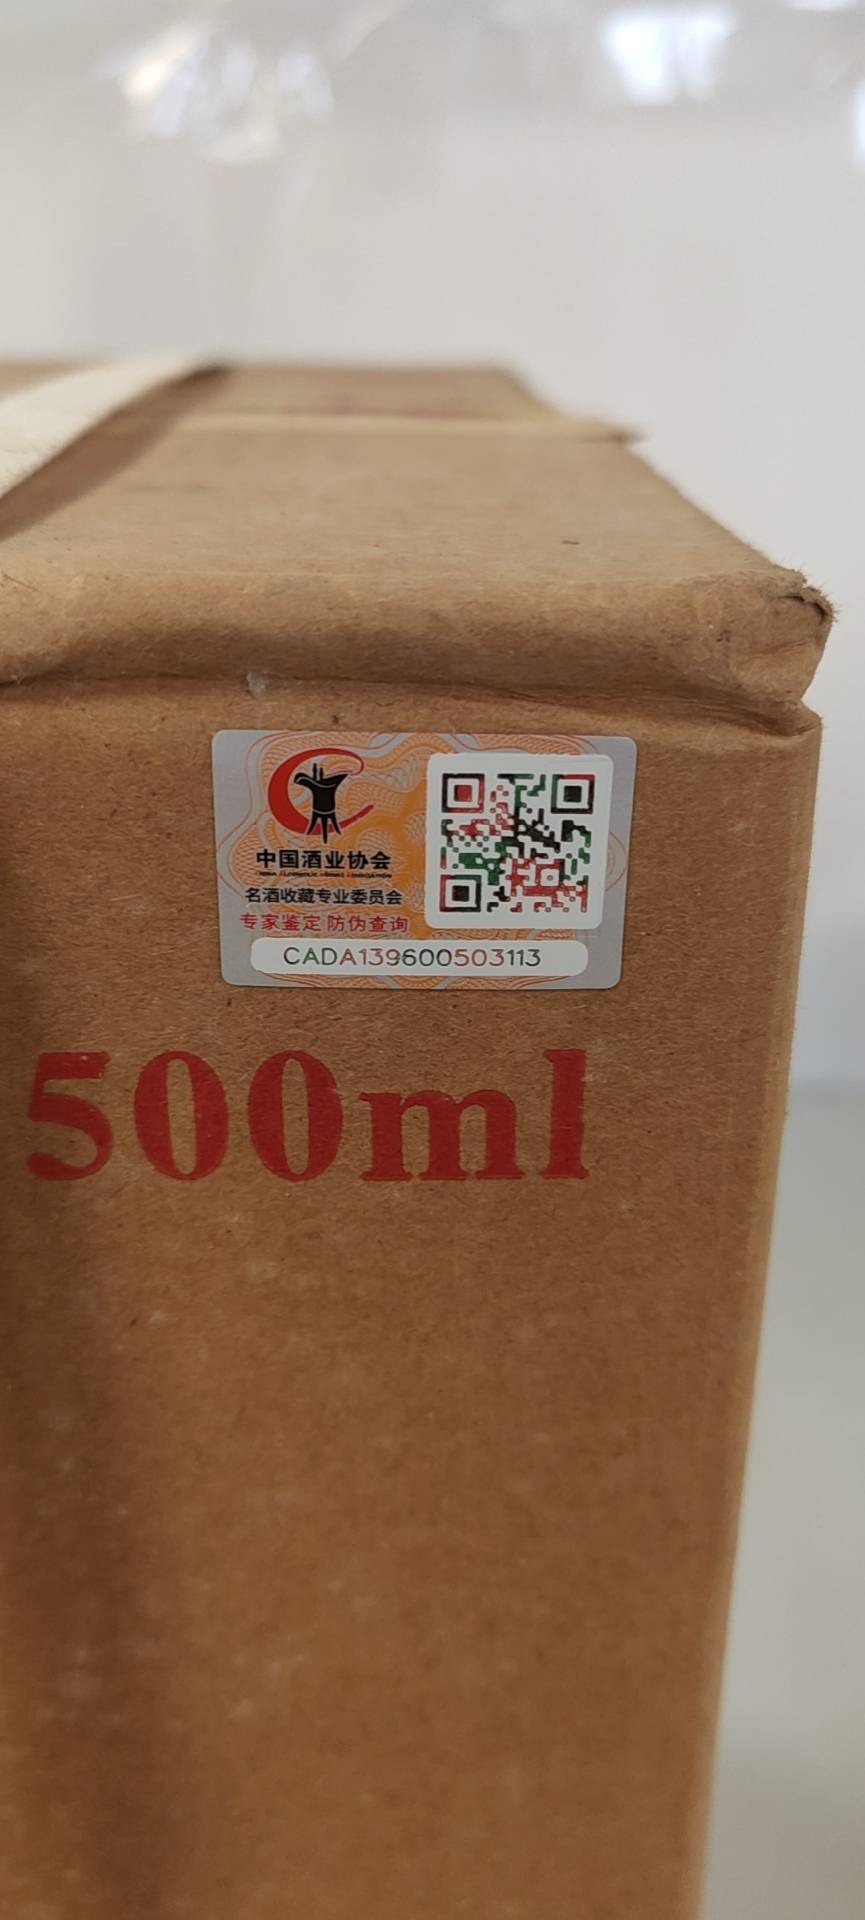 中国酒业协会
名酒收藏专业委员会
专家鉴定 防伪查询
CADA139600503113
500ml